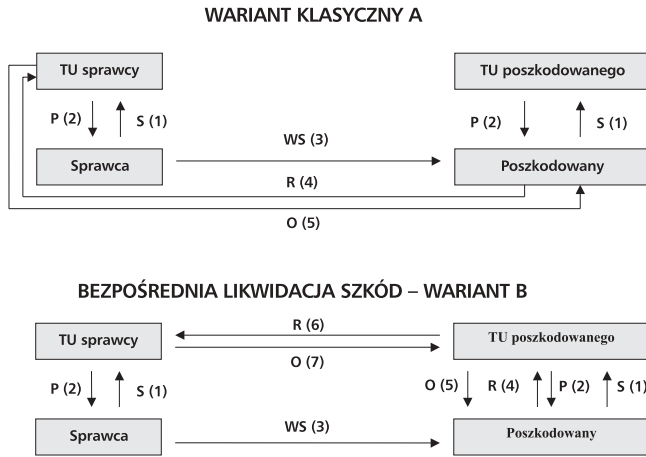 WARIANT KLASYCZNY A
TU sprawcy
TU poszkodowanego
P (2)
S (1)
P (2)
S (1)
WS (3)
Sprawca
Poszkodowany
R (4)
O (5)
BEZPOŚREDNIA LIKWIDACJA SZKÓD – WARIANT B
R (6)
TU sprawcy
TU poszkodowanego
O (7)
P (2)
S (1)
O (5)
R (4)
P (2)
S (1)
WS (3)
Sprawca
Poszkodowany